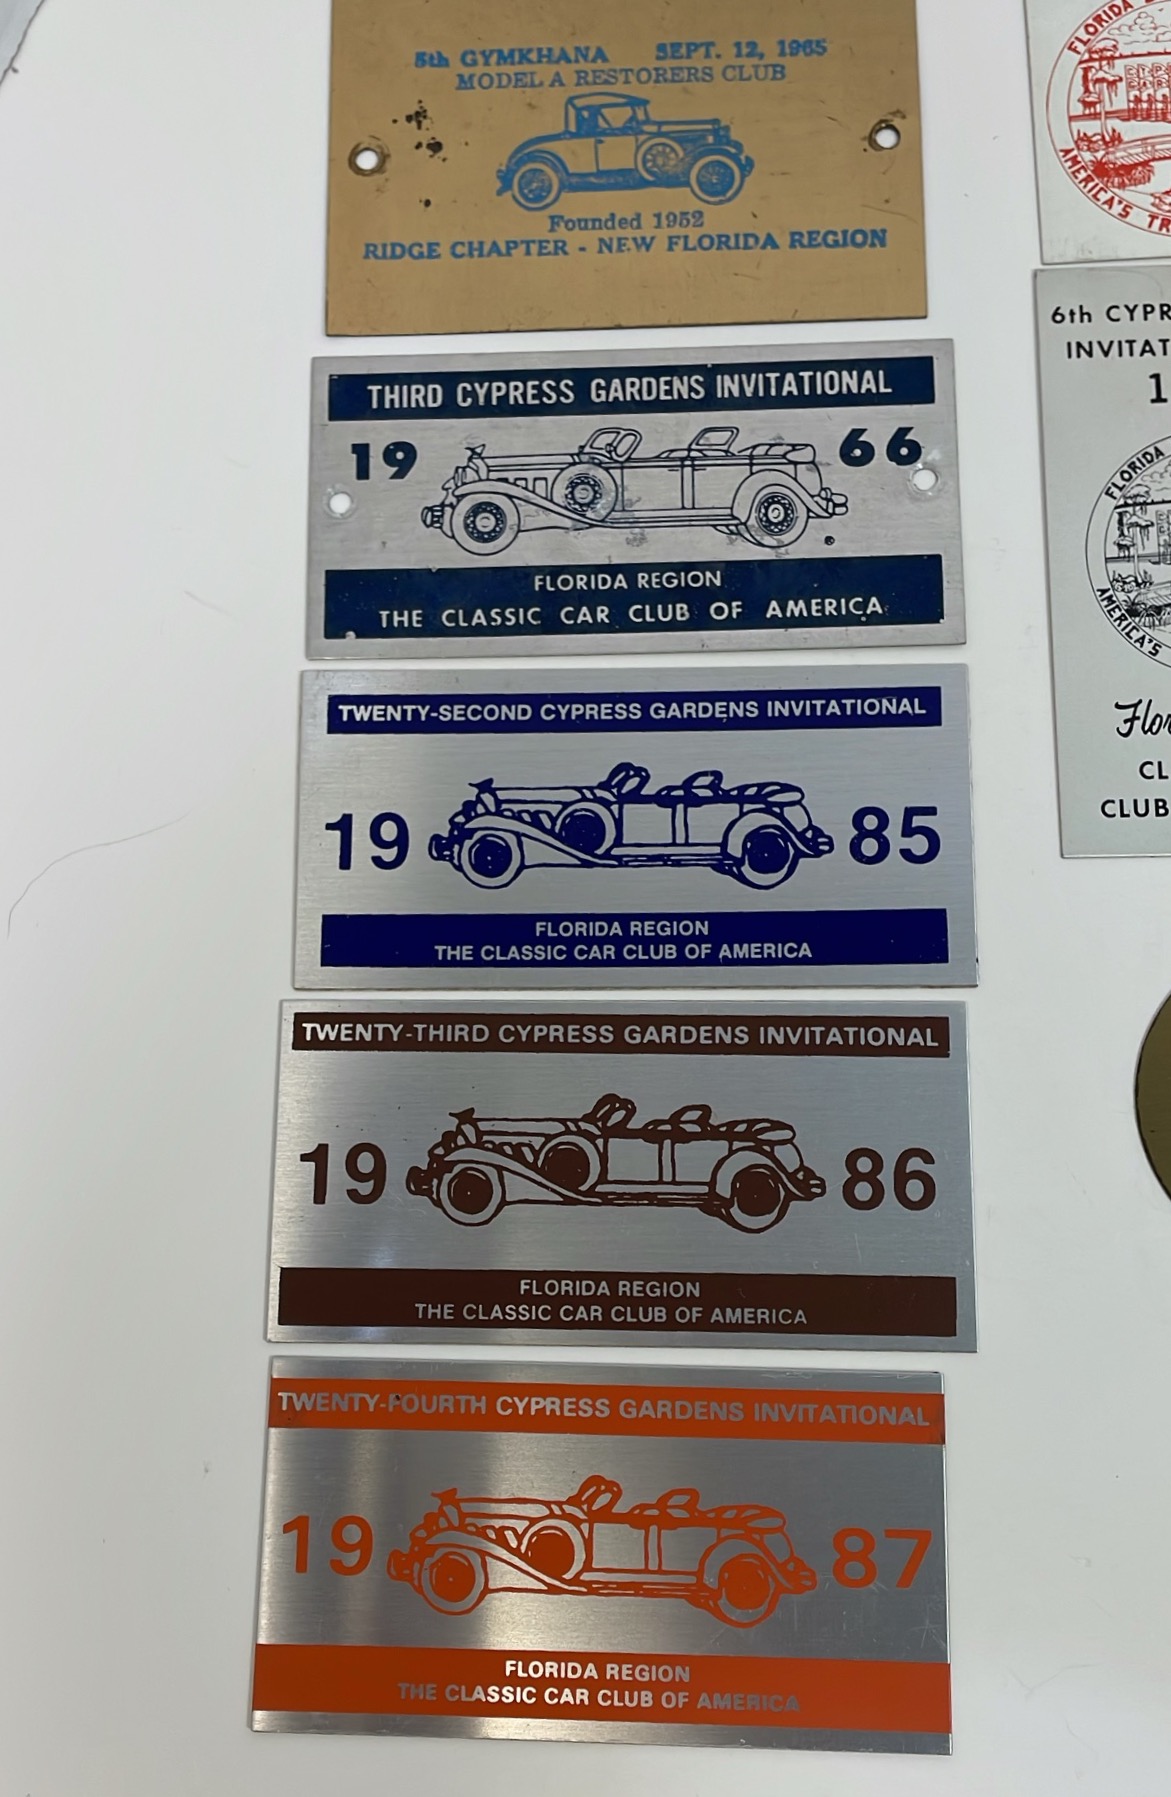 5th GYMKHANA SEPT. 12, 1965
MODEL A RESTORERS CLUB
Founded 1952
RIDGE CHAPTER - NEW FLORIDA REGION
THIRD CYPRESS GARDENS INVITATIONAL
19 66
FLORIDA REGION
THE CLASSIC CAR CLUB OF AMERICA
TWENTY-SECOND CYPRESS GARDENS INVITATIONAL
19 85
FLORIDA REGION
THE CLASSIC CAR CLUB OF AMERICA
TWENTY-THIRD CYPRESS GARDENS INVITATIONAL
19 86
FLORIDA REGION
THE CLASSIC CAR CLUB OF AMERICA
TWENTY-FOURTH CYPRESS GARDENS INVITATIONAL
19 87
FLORIDA REGION
THE CLASSIC CAR CLUB OF AMERICA
FLORIDA
AMERICA'S
6th
FLORIDA
AMERICA'S
CLUB